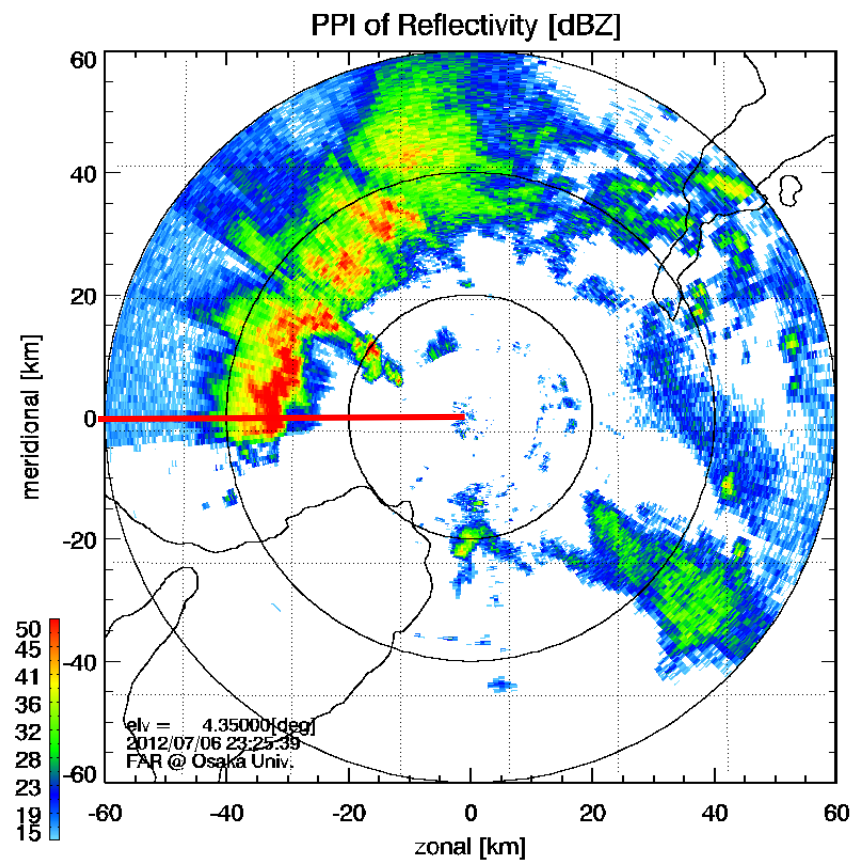 PPI of Reflectivity [dBZ]
60
40
20
0
-20
-40
-60
meridional [km]
50
45
41
36
32
28
23
19
15
elv = 4.35000[deg]
2012/07/06 23:25:39
FAR @ Osaka Univ.
-60 -40 -20 0 20 40 60
zonal [km]